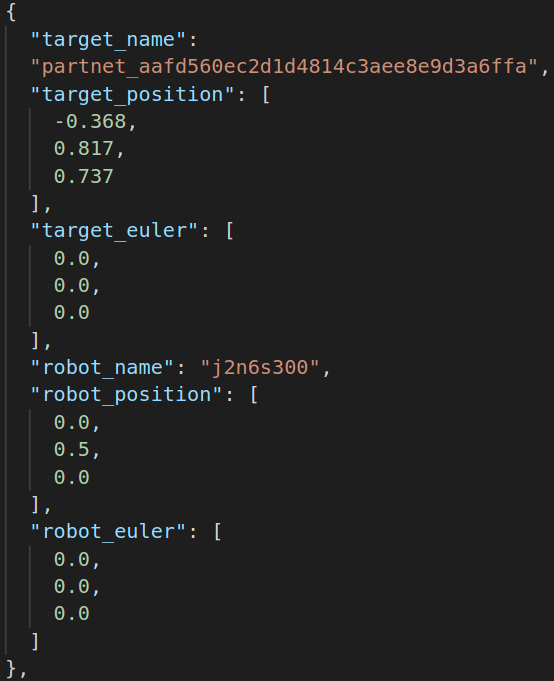 {
"target_name":
"partnet_aafd560ec2d1d4814c3aee8e9d3a6ffa",
"target_position": [
-0.368,
0.817,
0.737
],
"target_euler": [
0.0,
0.0,
0.0
],
"robot_name": "j2n6s300",
"robot_position": [
0.0,
0.5,
0.0
],
"robot_euler": [
0.0,
0.0,
0.0
]
},